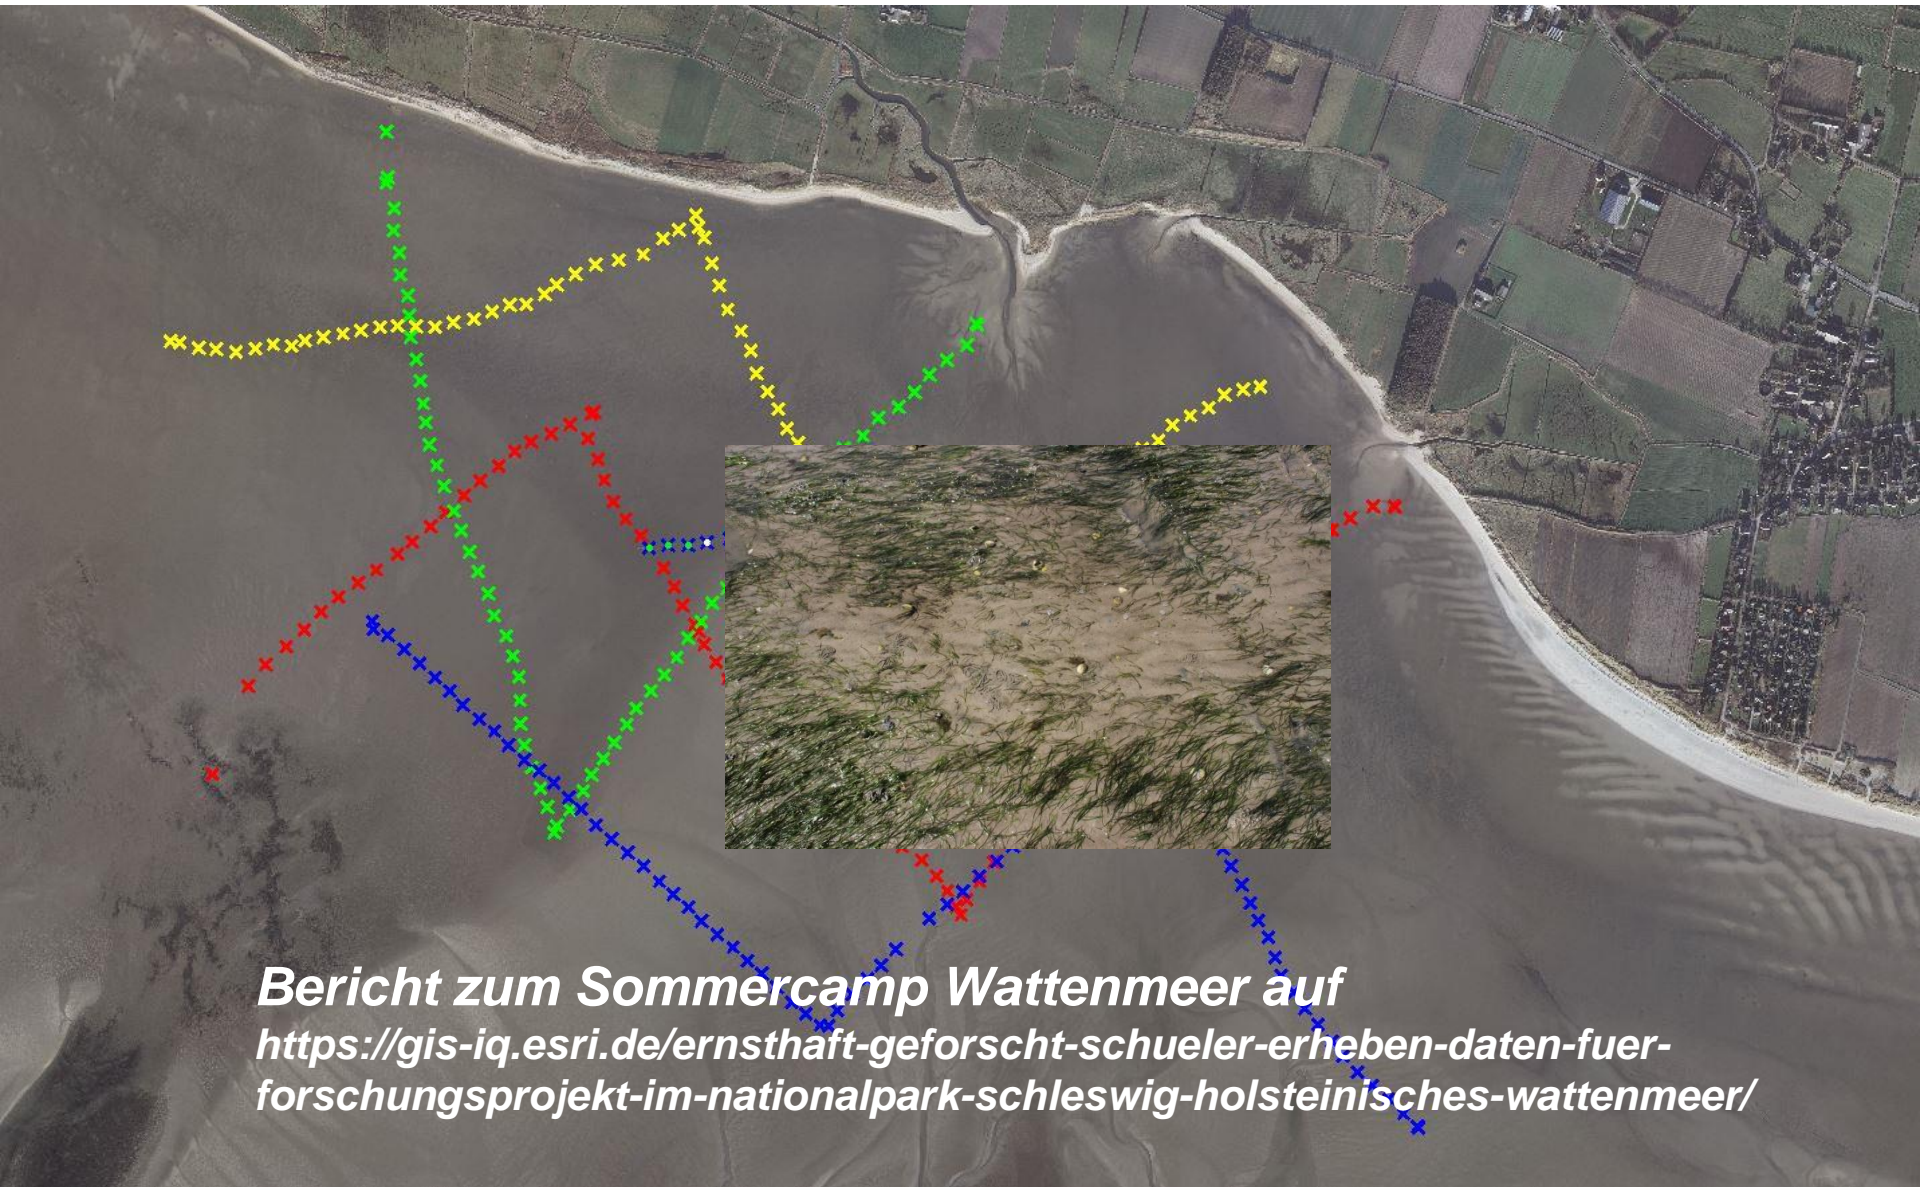 Bericht zum Sommercamp Wattenmeer auf
https://gis-iq.esri.de/ernsthaft-geforscht-schueler-erheben-daten-fuer-
forschungsprojekt-im-nationalpark-schleswig-holsteinisches-wattenmeer/